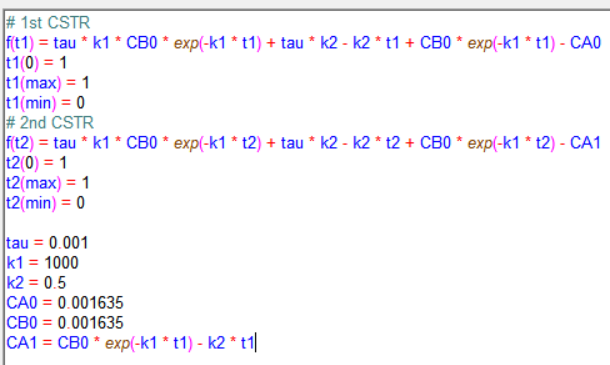 # 1st CSTR
f(t1) = tau * k1 * CB0 * exp(-k1 * t1) + tau * k2 - k2 * t1 + CB0 * exp(-k1 * t1) - CA0
t1(0) = 1
t1(max) = 1
t1(min) = 0
# 2nd CSTR
f(t2) = tau * k1 * CB0 * exp(-k1 * t2) + tau * k2 - k2 * t2 + CB0 * exp(-k1 * t2) - CA1
t2(0) = 1
t2(max) = 1
t2(min) = 0
tau = 0.001
k1 = 1000
k2 = 0.5
CA0 = 0.001635
CB0 = 0.001635
CA1 = CB0 * exp(-k1 * t1) - k2 * t1